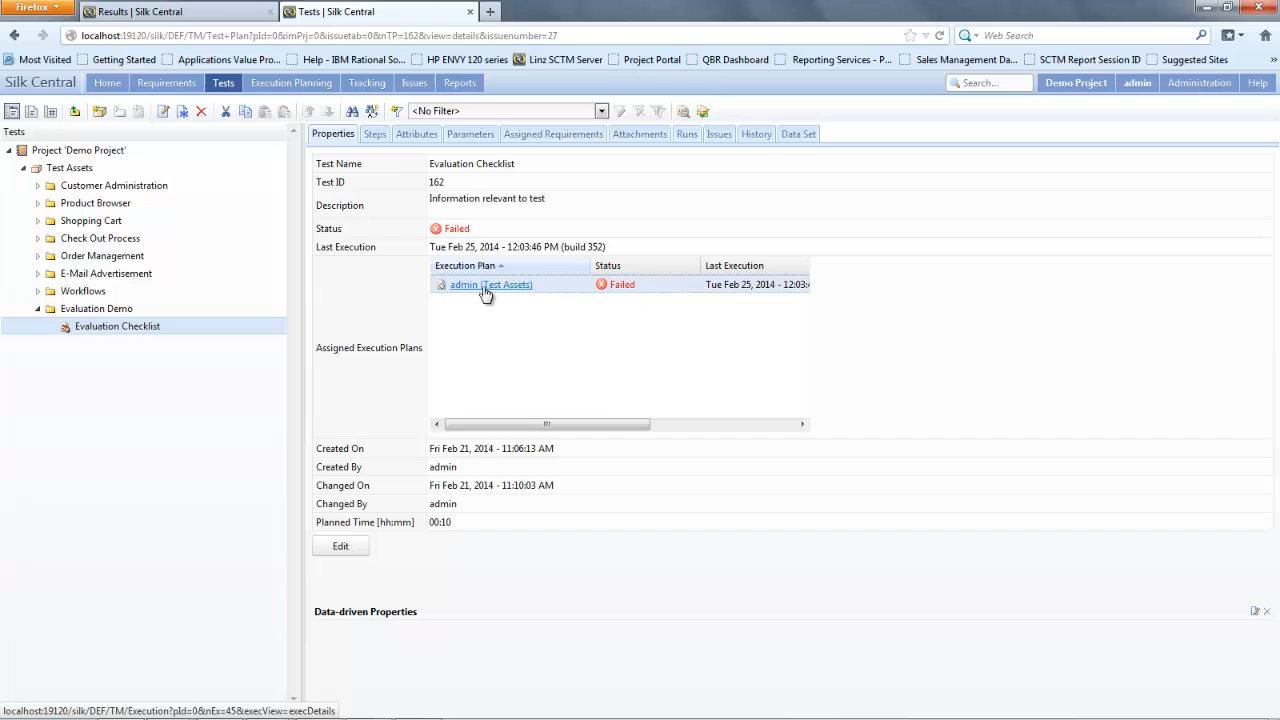 Firefox
Results | Silk Central
Tests | Silk Central
localhost:19120/silk/DEF/TM/Test+Plan?pId=0&imPrj=0&issuetab=0&nTP=162&view=details&issuenumber=27
Web Search
Most Visited Getting Started Applications Value Pro... Help - IBM Rational So... HP ENVY 120 series Linz SCTM Server Project Portal QBR Dashboard Reporting Services - P... Sales Management Da... SCTM Report Session ID Suggested Sites »
Silk Central Home Requirements Tests Execution Planning Tracking Issues Reports Search... Demo Project admin Administration Help
<No Filter>
Tests
Project 'Demo Project'
Test Assets
Customer Administration
Product Browser
Shopping Cart
Check Out Process
Order Management
E-Mail Advertisement
Workflows
Evaluation Demo
Evaluation Checklist
Properties Steps Attributes Parameters Assigned Requirements Attachments Runs Issues History Data Set
Test Name Evaluation Checklist
Test ID 162
Description Information relevant to test
Status Failed
Last Execution Tue Feb 25, 2014 - 12:03:46 PM (build 352)
Execution Plan Status Last Execution
admin (Test Assets) Failed Tue Feb 25, 2014 - 12:03:4
Assigned Execution Plans
Created On Fri Feb 21, 2014 - 11:06:13 AM
Created By admin
Changed On Fri Feb 21, 2014 - 11:10:03 AM
Changed By admin
Planned Time [hh:mm] 00:10
Edit
Data-driven Properties
localhost:19120/silk/DEF/TM/Execution?pId=0&nEx=45&execView=execDetails